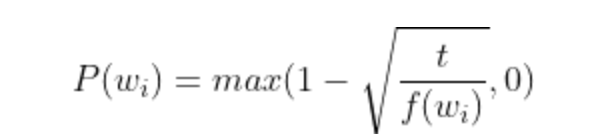 P(w_i) = max(1 − √(t / f(w_i)), 0)